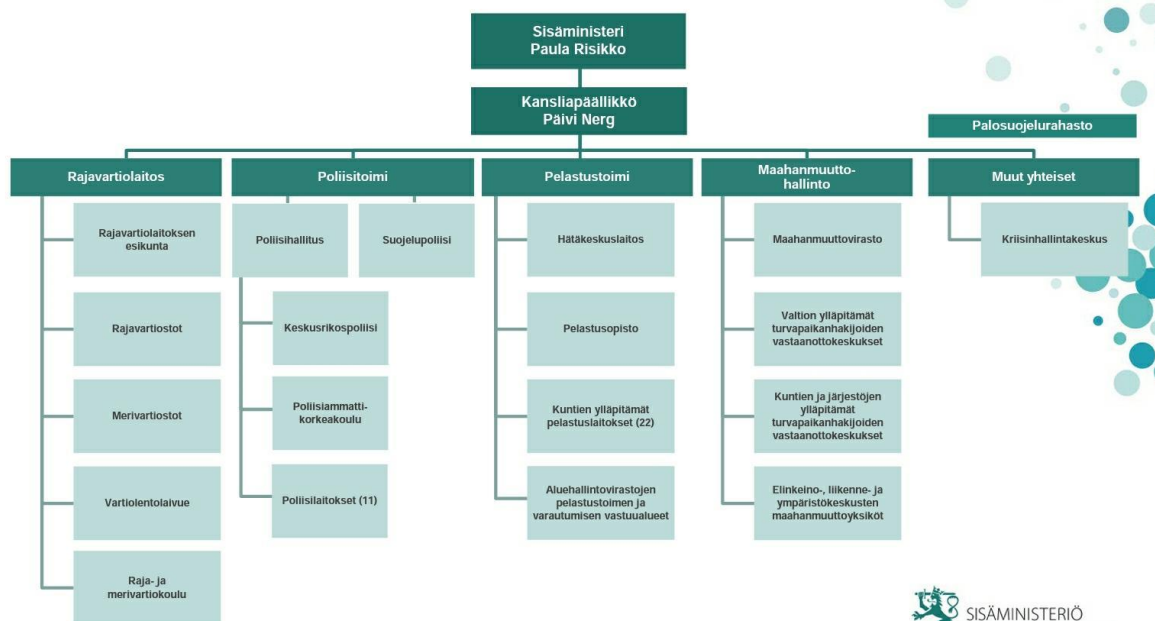 Sisäministeri
Paula Risikko
Kansliapäällikkö
Päivi Nerg
Palosuojelurahasto
Rajavartiolaitos
Poliisitoimi
Pelastustoimi
Maahanmuutto-
hallinto
Muut yhteiset
Rajavartiolaitoksen
esikunta
Rajavartiostot
Merivartiostot
Vartiolentolaivue
Raja- ja
merivartiokoulu
Poliisihallitus
Suojelupoliisi
Keskusrikospoliisi
Poliisiammatti-
korkeakoulu
Poliisilaitokset (11)
Hätäkeskuslaitos
Pelastusopisto
Kuntien ylläpitämät
pelastuslaitokset (22)
Aluehallintovirastojen
pelastustoimen ja
varautumisen vastuualueet
Maahanmuuttovirasto
Valtion ylläpitämät
turvapaikanhakijoiden
vastaanottokeskukset
Kuntien ja järjestöjen
ylläpitämät
turvapaikanhakijoiden
vastaanottokeskukset
Elinkeino-, liikenne- ja
ympäristökeskusten
maahanmuuttoyksiköt
Kriisinhallintakeskus
SISÄMINISTERIÖ